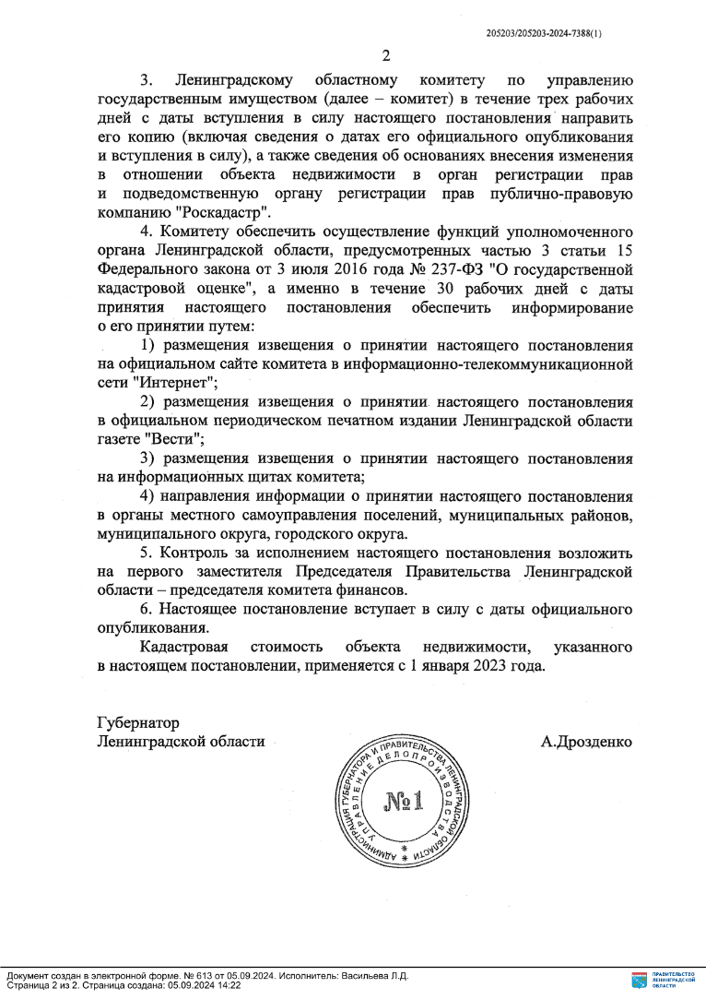 205203/205203-2024-7388(1)
2
3. Ленинградскому областному комитету по управлению
государственным имуществом (далее – комитет) в течение трех рабочих
дней с даты вступления в силу настоящего постановления направить
его копию (включая сведения о датах его официального опубликования
и вступления в силу), а также сведения об основаниях внесения изменения
в отношении объекта недвижимости в орган регистрации прав
и подведомственную органу регистрации прав публично-правовую
компанию "Роскадастр".
4. Комитету обеспечить осуществление функций уполномоченного
органа Ленинградской области, предусмотренных частью 3 статьи 15
Федерального закона от 3 июля 2016 года № 237-ФЗ "О государственной
кадастровой оценке", а именно в течение 30 рабочих дней с даты
принятия настоящего постановления обеспечить информирование
о его принятии путем:
1) размещения извещения о принятии настоящего постановления
на официальном сайте комитета в информационно-телекоммуникационной
сети "Интернет";
2) размещения извещения о принятии настоящего постановления
в официальном периодическом печатном издании Ленинградской области
газете "Вести";
3) размещения извещения о принятии настоящего постановления
на информационных щитах комитета;
4) направления информации о принятии настоящего постановления
в органы местного самоуправления поселений, муниципальных районов,
муниципального округа, городского округа.
5. Контроль за исполнением настоящего постановления возложить
на первого заместителя Председателя Правительства Ленинградской
области – председателя комитета финансов.
6. Настоящее постановление вступает в силу с даты официального
опубликования.
Кадастровая стоимость объекта недвижимости, указанного
в настоящем постановлении, применяется с 1 января 2023 года.
Губернатор
Ленинградской области
А.Дрозденко
АДМИНИСТРАЦИЯ ГУБЕРНАТОРА И ПРАВИТЕЛЬСТВА ЛЕНИНГРАДСКОЙ ОБЛАСТИ
УПРАВЛЕНИЕ ДЕЛОПРОИЗВОДСТВА
№1
Документ создан в электронной форме. № 613 от 05.09.2024. Исполнитель: Васильева Л.Д.
Страница 2 из 2. Страница создана: 05.09.2024 14:22
ПРАВИТЕЛЬСТВО
ЛЕНИНГРАДСКОЙ
ОБЛАСТИ